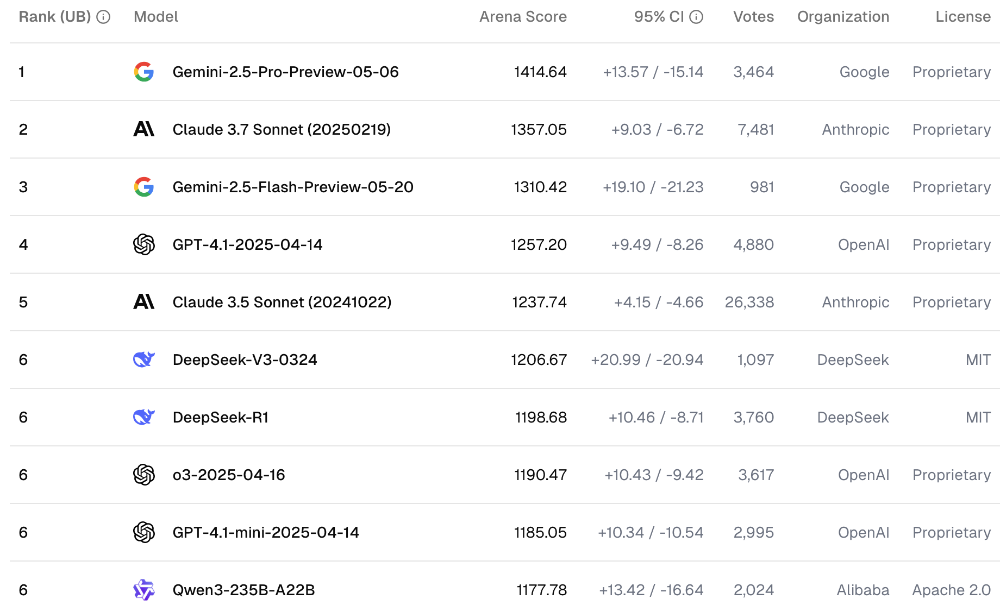 Rank (UB) Model Arena Score 95% CI Votes Organization License
1 Gemini-2.5-Pro-Preview-05-06 1414.64 +13.57 / -15.14 3,464 Google Proprietary
2 Claude 3.7 Sonnet (20250219) 1357.05 +9.03 / -6.72 7,481 Anthropic Proprietary
3 Gemini-2.5-Flash-Preview-05-20 1310.42 +19.10 / -21.23 981 Google Proprietary
4 GPT-4.1-2025-04-14 1257.20 +9.49 / -8.26 4,880 OpenAI Proprietary
5 Claude 3.5 Sonnet (20241022) 1237.74 +4.15 / -4.66 26,338 Anthropic Proprietary
6 DeepSeek-V3-0324 1206.67 +20.99 / -20.94 1,097 DeepSeek MIT
6 DeepSeek-R1 1198.68 +10.46 / -8.71 3,760 DeepSeek MIT
6 o3-2025-04-16 1190.47 +10.43 / -9.42 3,617 OpenAI Proprietary
6 GPT-4.1-mini-2025-04-14 1185.05 +10.34 / -10.54 2,995 OpenAI Proprietary
6 Qwen3-235B-A22B 1177.78 +13.42 / -16.64 2,024 Alibaba Apache 2.0